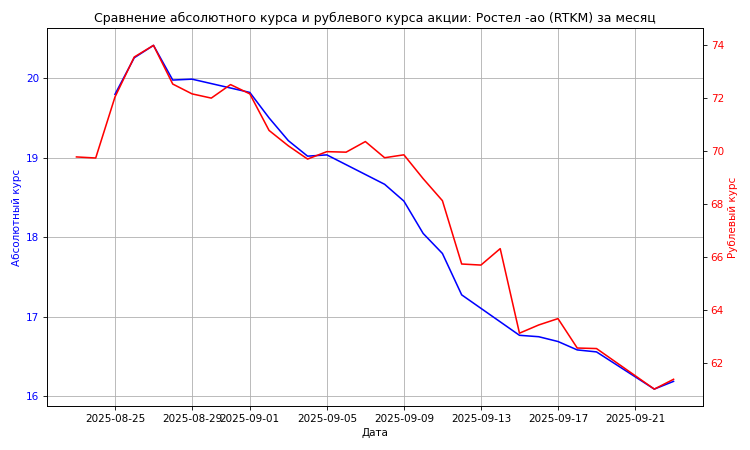 Сравнение абсолютного курса и рублевого курса акции: Ростел -ао (RTKM) за месяц
Абсолютный курс
20
19
18
17
16
74
72
70
68
66
64
62
Рублевый курс
2025-08-25 2025-08-29 2025-09-01 2025-09-05 2025-09-09 2025-09-13 2025-09-17 2025-09-21
Дата